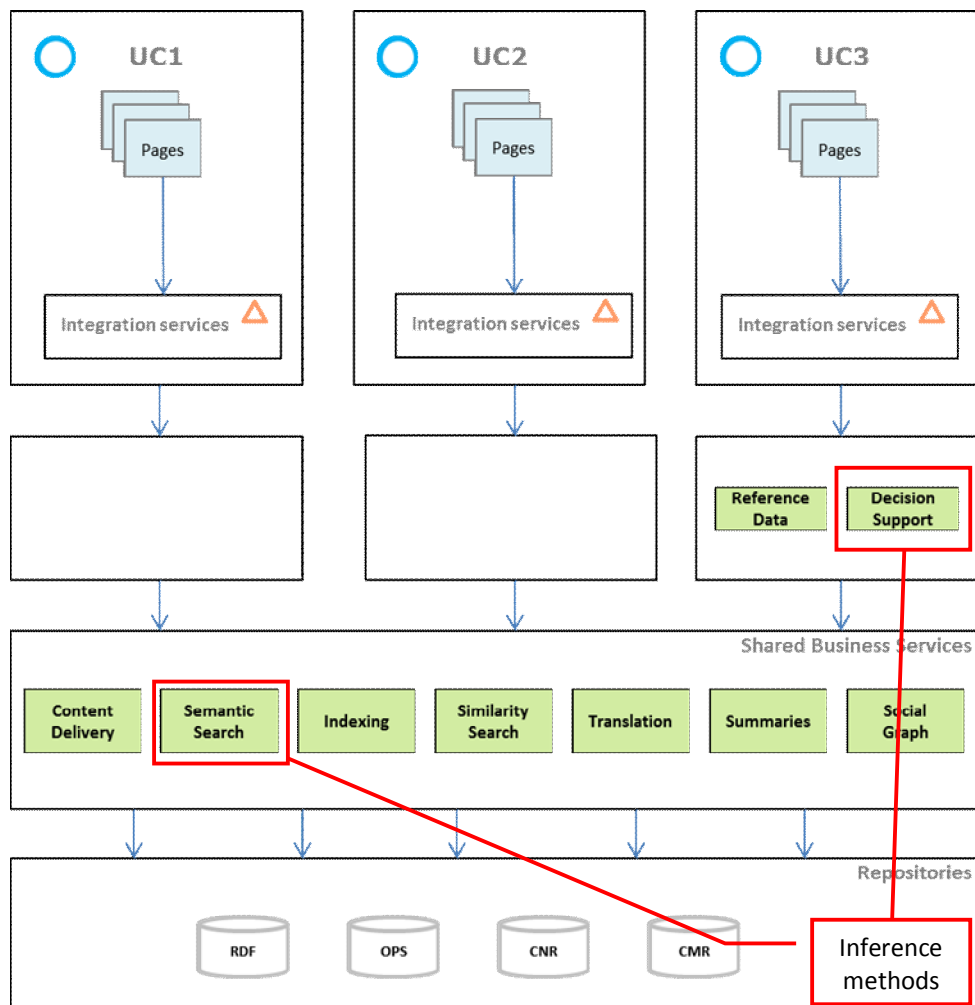 UC1
UC2
UC3
Pages
Pages
Pages
Integration services
Integration services
Integration services
Reference
Data
Decision
Support
Shared Business Services
Content
Delivery
Semantic
Search
Indexing
Similarity
Search
Translation
Summaries
Social
Graph
Repositories
RDF
OPS
CNR
CMR
Inference
methods